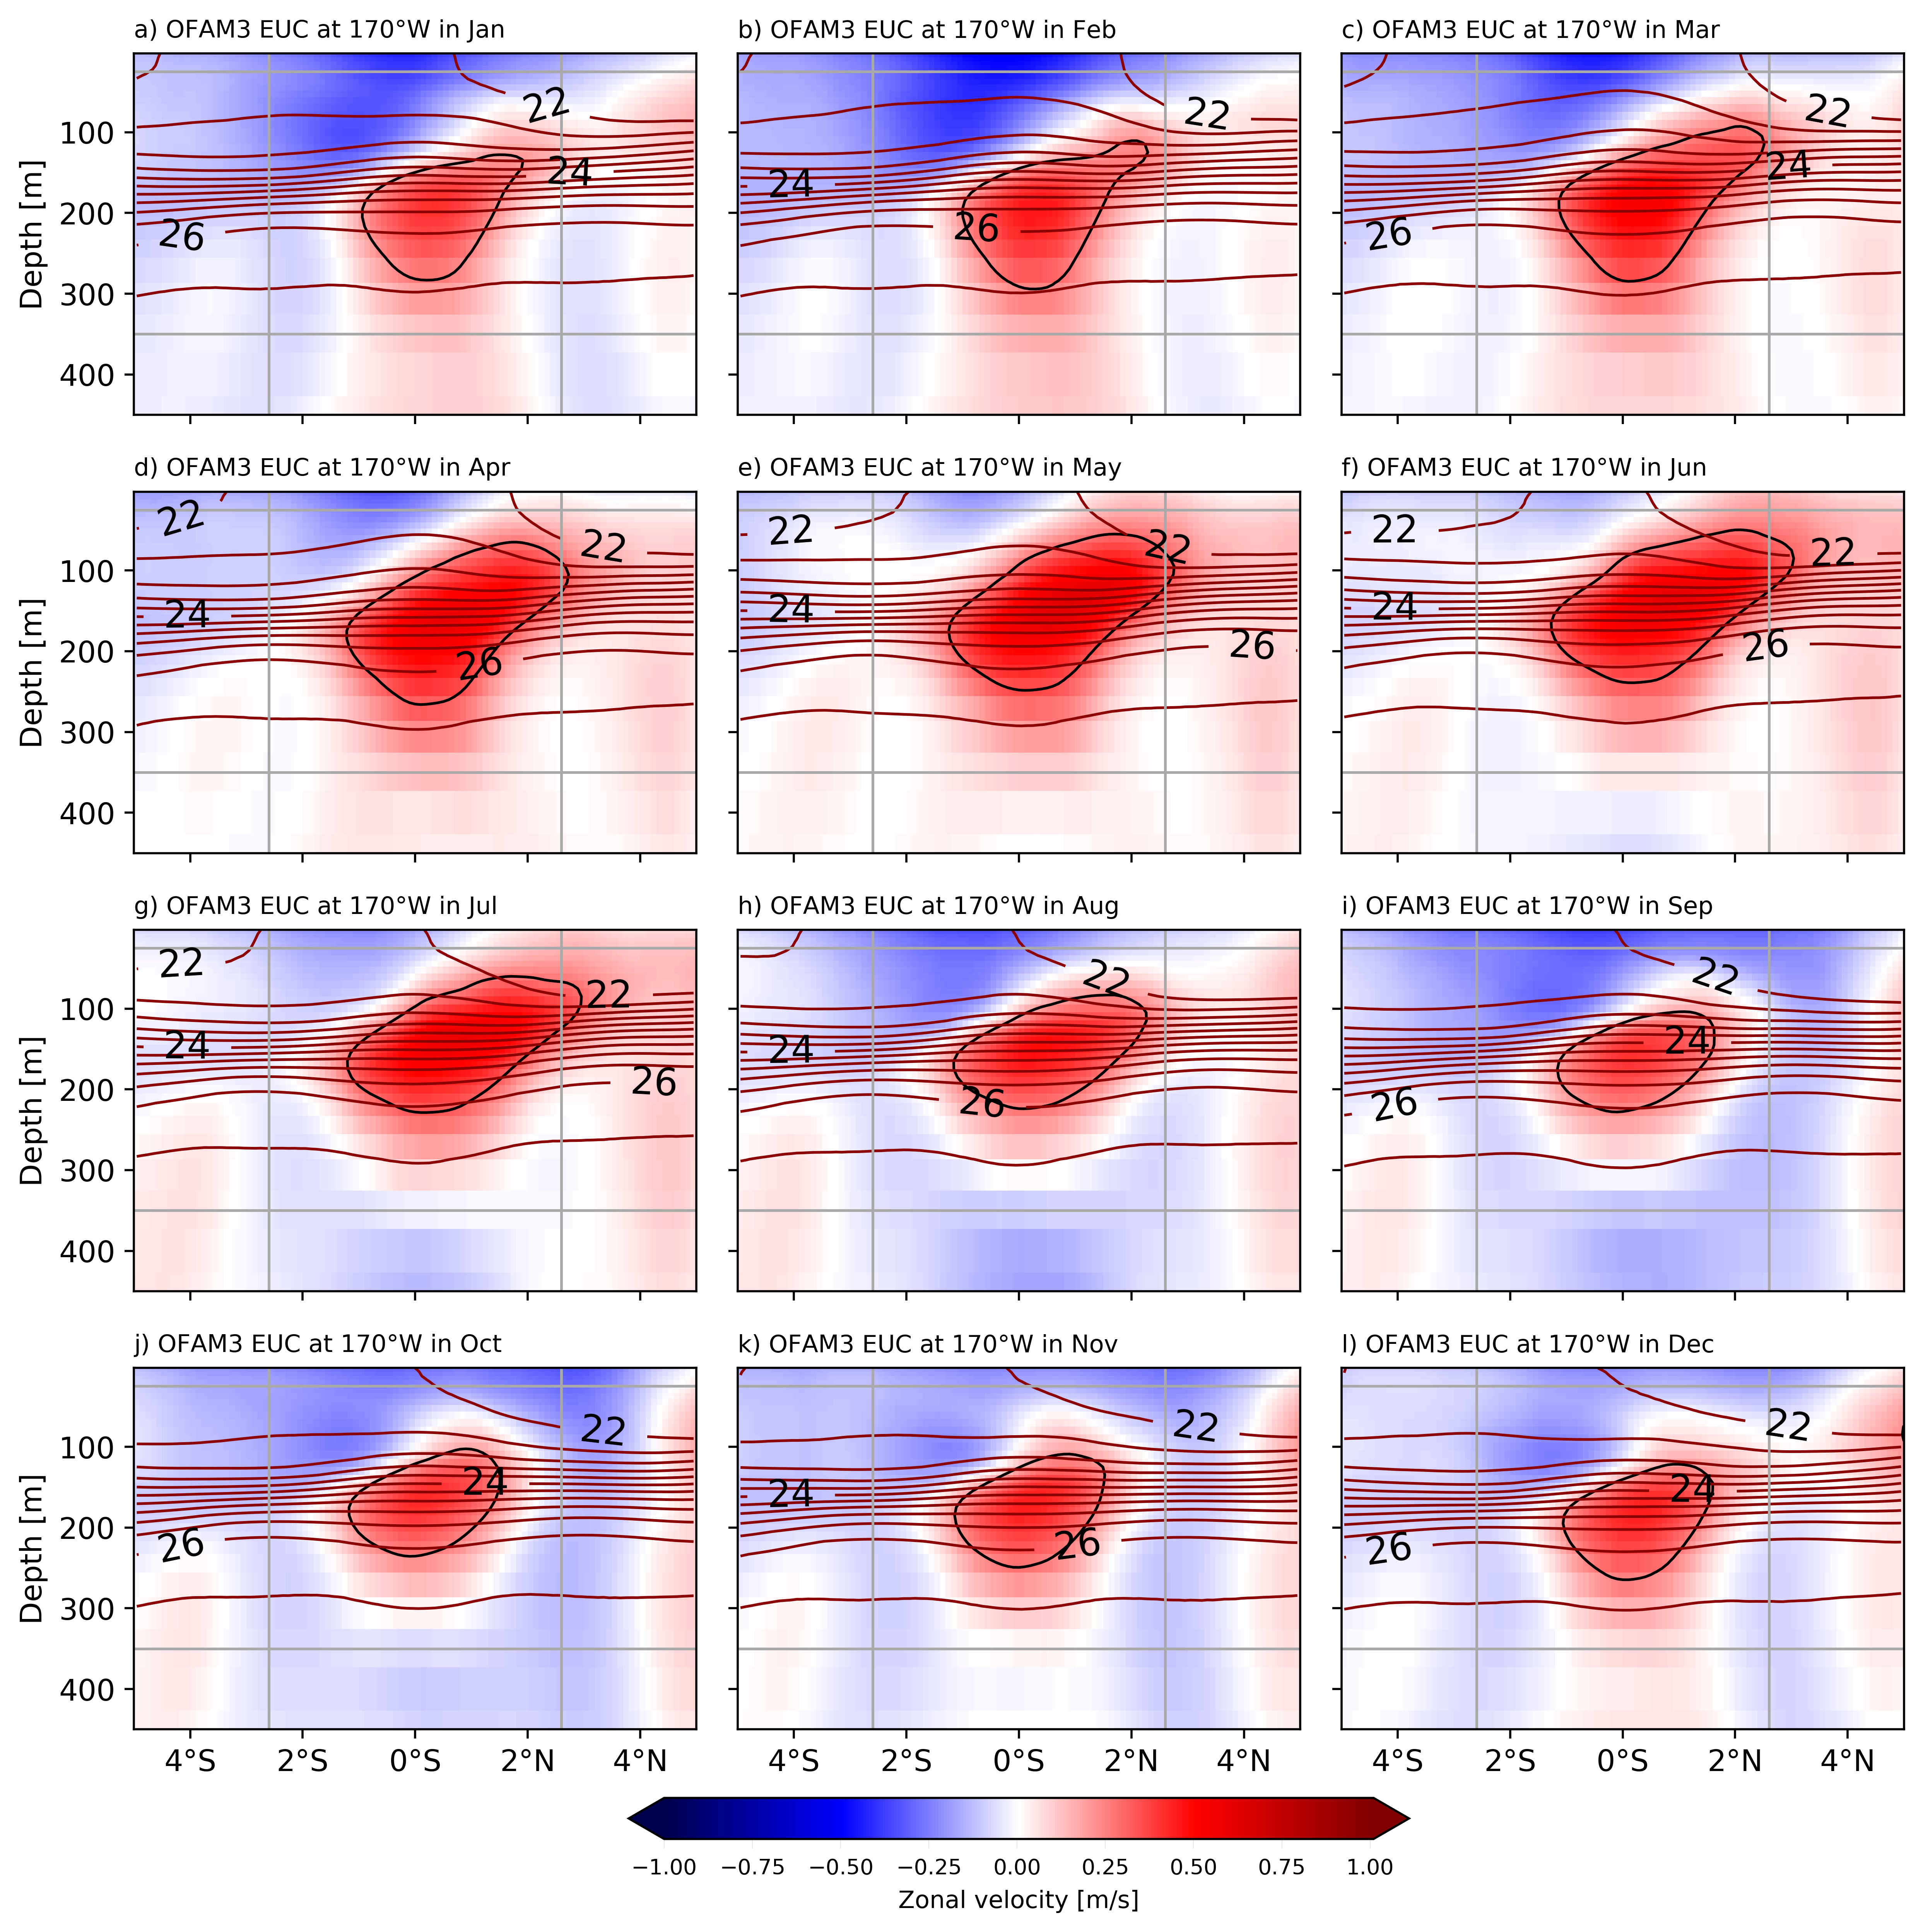 a) OFAM3 EUC at 170°W in Jan
b) OFAM3 EUC at 170°W in Feb
c) OFAM3 EUC at 170°W in Mar
Depth [m]
100
200
300
400
22
24
26
22
24
26
22
24
26
d) OFAM3 EUC at 170°W in Apr
e) OFAM3 EUC at 170°W in May
f) OFAM3 EUC at 170°W in Jun
Depth [m]
100
200
300
400
22
22
24
26
22
22
24
26
22
22
24
26
g) OFAM3 EUC at 170°W in Jul
h) OFAM3 EUC at 170°W in Aug
i) OFAM3 EUC at 170°W in Sep
Depth [m]
100
200
300
400
22
22
24
26
22
24
26
22
24
26
j) OFAM3 EUC at 170°W in Oct
k) OFAM3 EUC at 170°W in Nov
l) OFAM3 EUC at 170°W in Dec
Depth [m]
100
200
300
400
22
24
26
22
24
26
22
24
26
4°S 2°S 0°S 2°N 4°N
4°S 2°S 0°S 2°N 4°N
4°S 2°S 0°S 2°N 4°N
−1.00 −0.75 −0.50 −0.25 0.00 0.25 0.50 0.75 1.00
Zonal velocity [m/s]